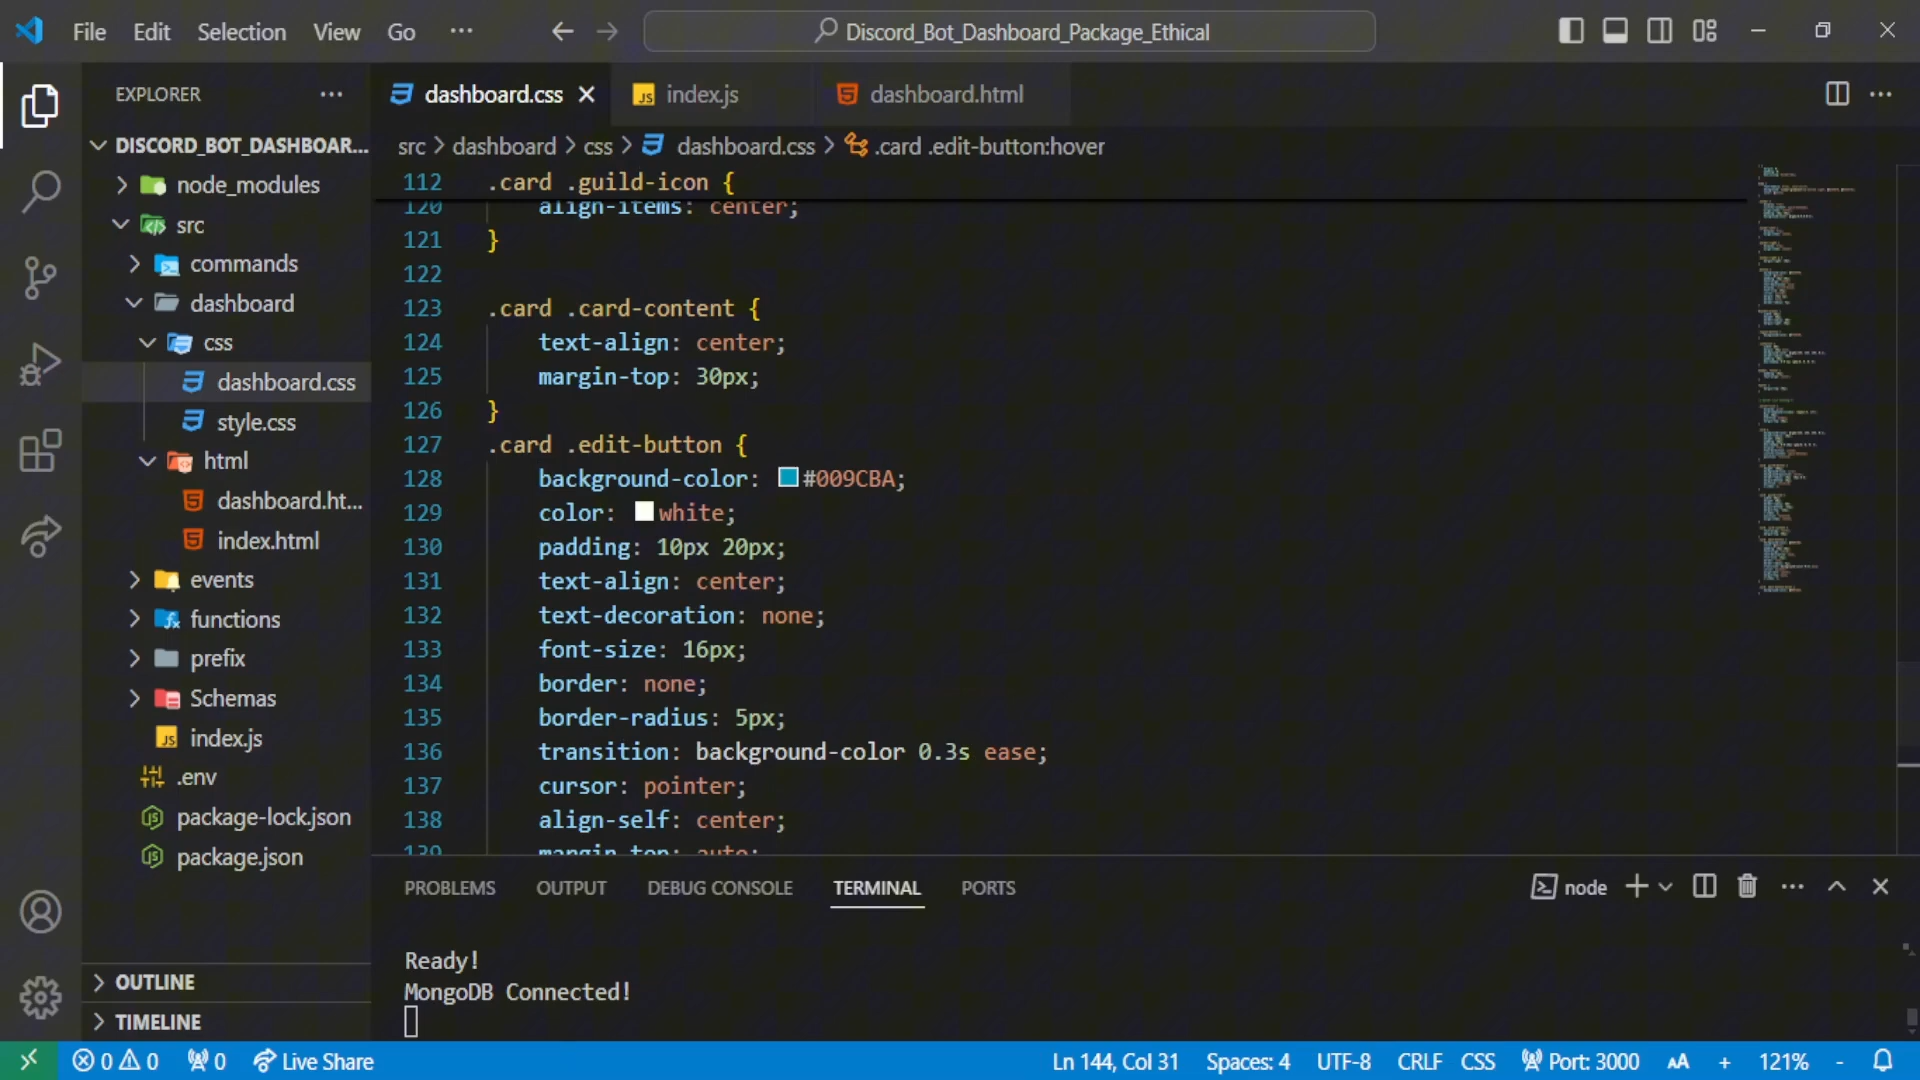 File Edit Selection View Go ... Discord_Bot_Dashboard_Package_Ethical
EXPLORER
DISCORD_BOT_DASHBOAR...
node_modules
src
commands
dashboard
css
dashboard.css
style.css
html
dashboard.ht...
index.html
events
functions
prefix
Schemas
index.js
.env
package-lock.json
package.json
OUTLINE
TIMELINE
dashboard.css index.js dashboard.html
src > dashboard > css > dashboard.css > .card .edit-button:hover
112 .card .guild-icon {
120 align-items: center;
121 }
122
123 .card .card-content {
124 text-align: center;
125 margin-top: 30px;
126 }
127 .card .edit-button {
128 background-color: #009CBA;
129 color: white;
130 padding: 10px 20px;
131 text-align: center;
132 text-decoration: none;
133 font-size: 16px;
134 border: none;
135 border-radius: 5px;
136 transition: background-color 0.3s ease;
137 cursor: pointer;
138 align-self: center;
139 margin-top: auto;
PROBLEMS OUTPUT DEBUG CONSOLE TERMINAL PORTS node
Ready!
MongoDB Connected!
0 0 0 Live Share Ln 144, Col 31 Spaces: 4 UTF-8 CRLF CSS Port: 3000 AA + 121% -